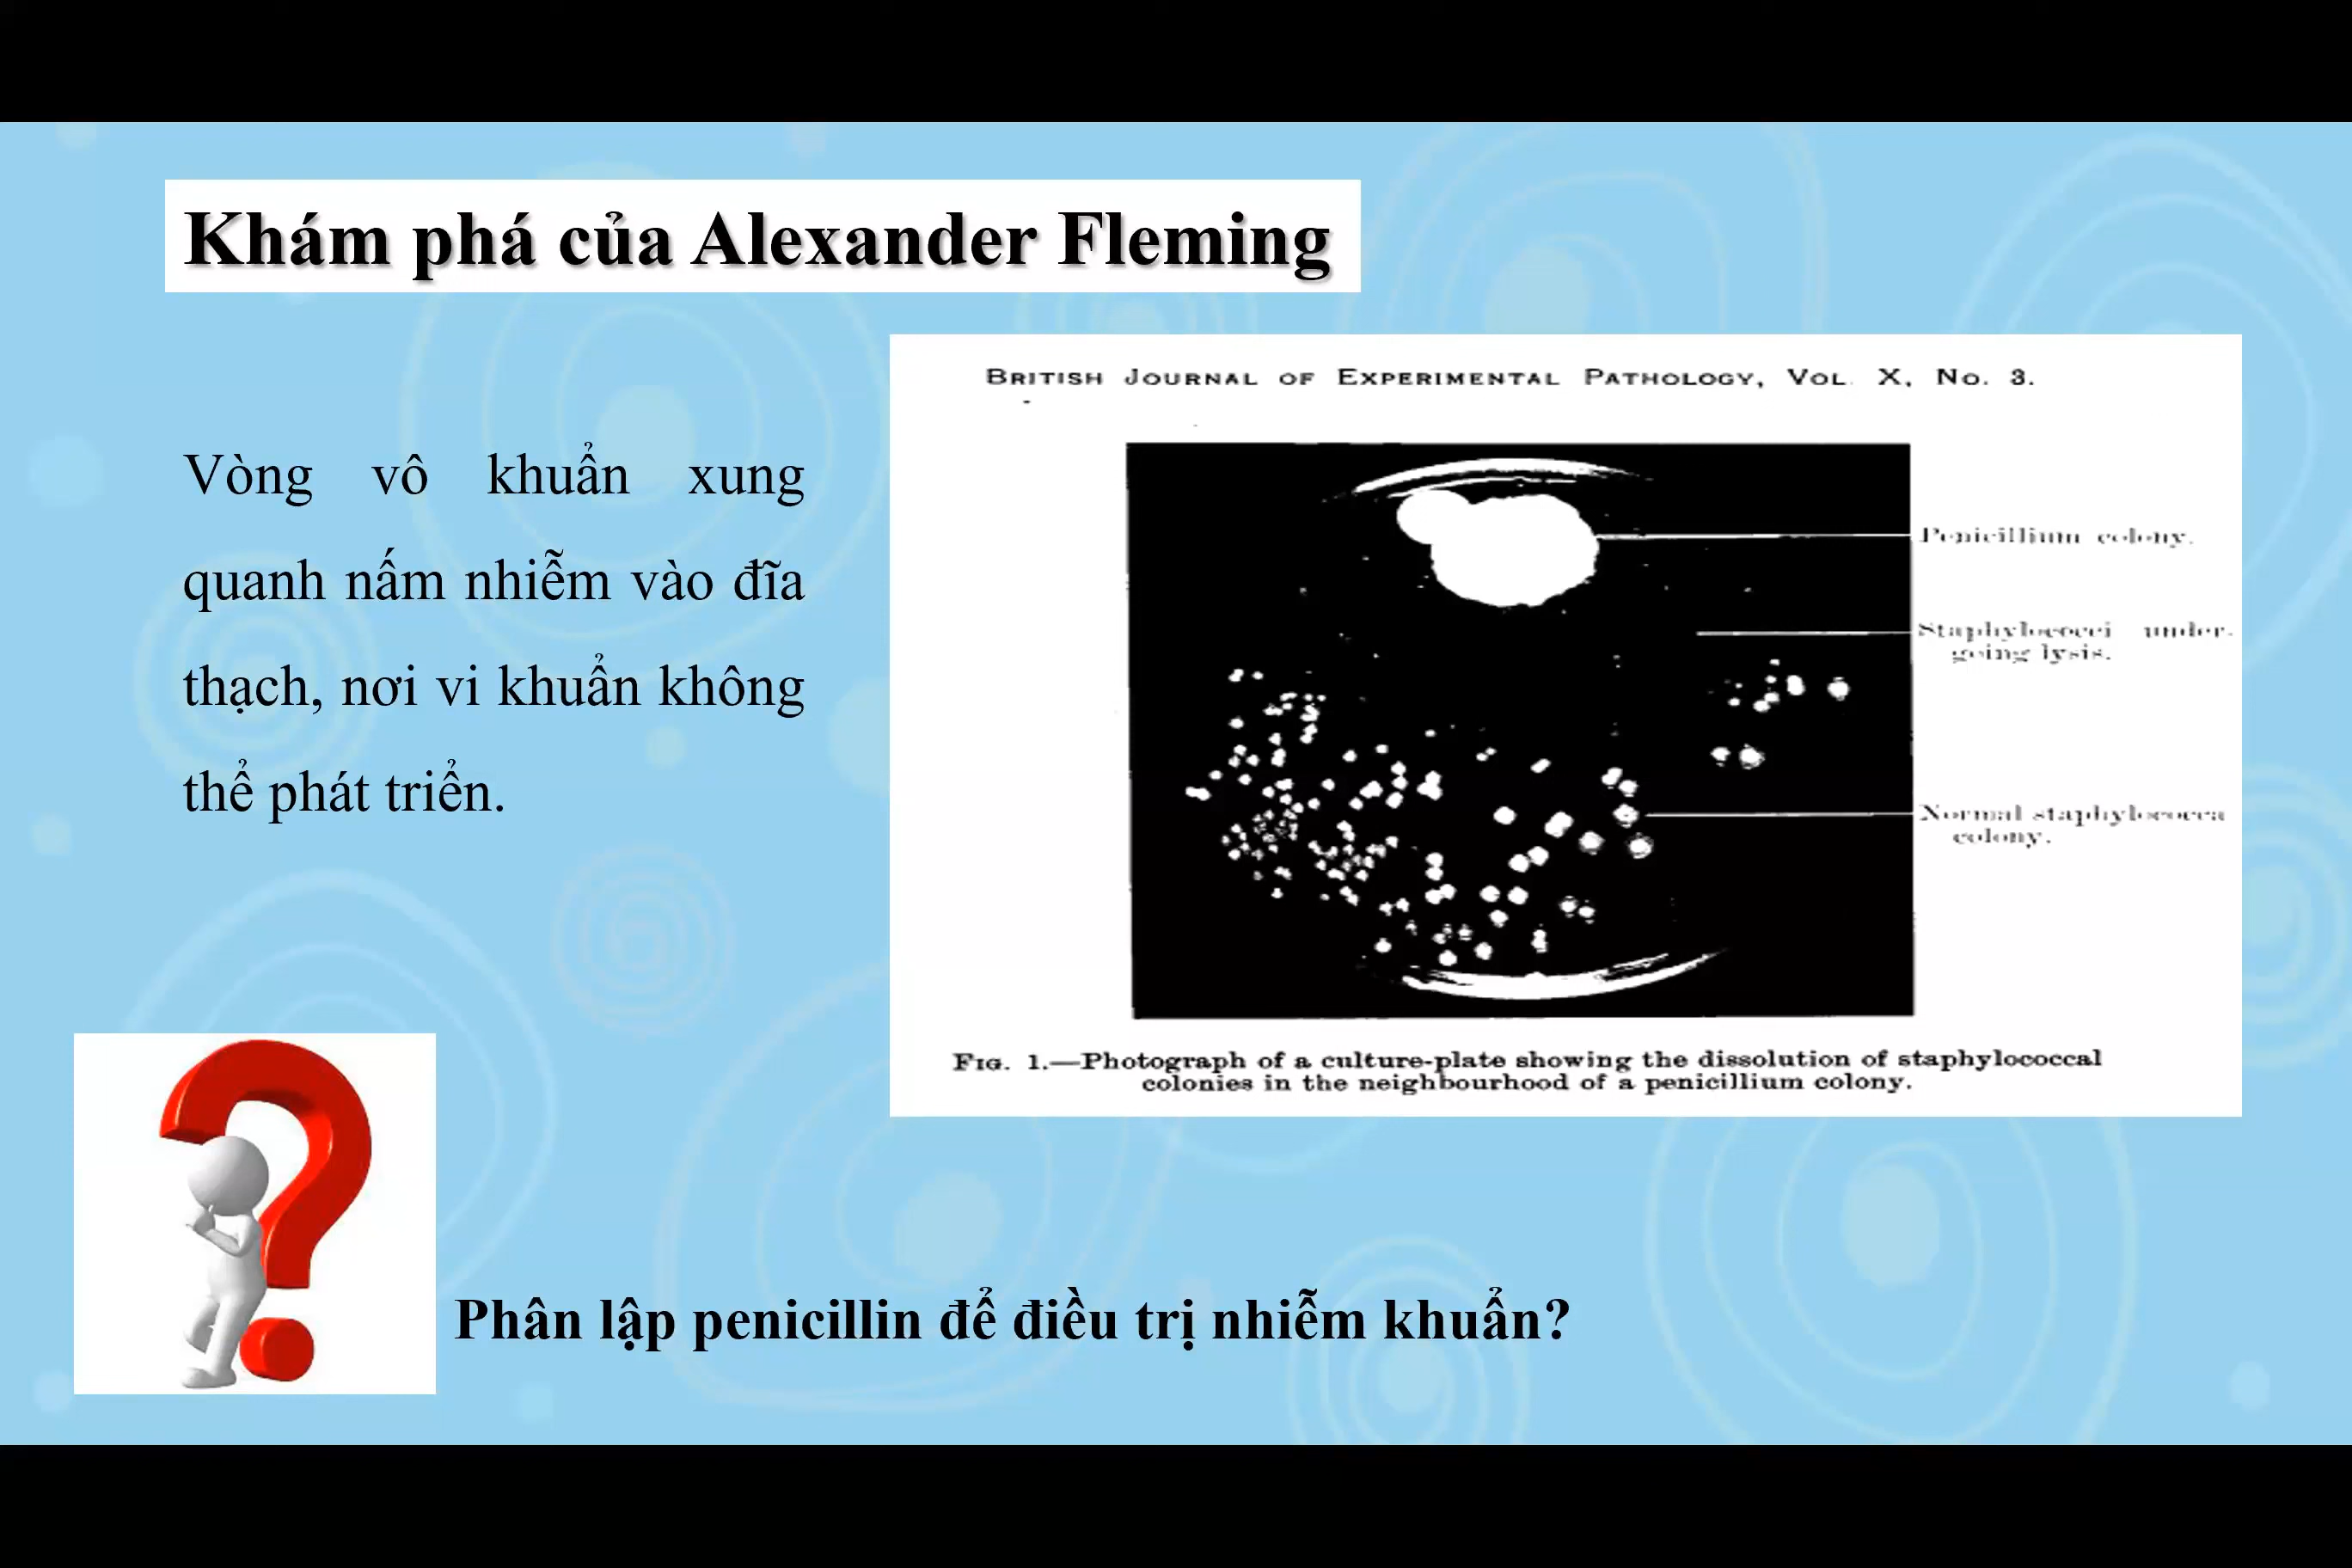 Khám phá của Alexander Fleming
Vòng vô khuẩn xung
quanh nấm nhiễm vào đĩa
thạch, nơi vi khuẩn không
thể phát triển.
BRITISH JOURNAL OF EXPERIMENTAL PATHOLOGY, VOL. X, NO. 3.
Penicillium colony.
Staphylococci under-
going lysis.
Normal staphylococca
colony.
FIG. 1.—Photograph of a culture-plate showing the dissolution of staphylococcal
colonies in the neighbourhood of a penicillium colony.
Phân lập penicillin để điều trị nhiễm khuẩn?